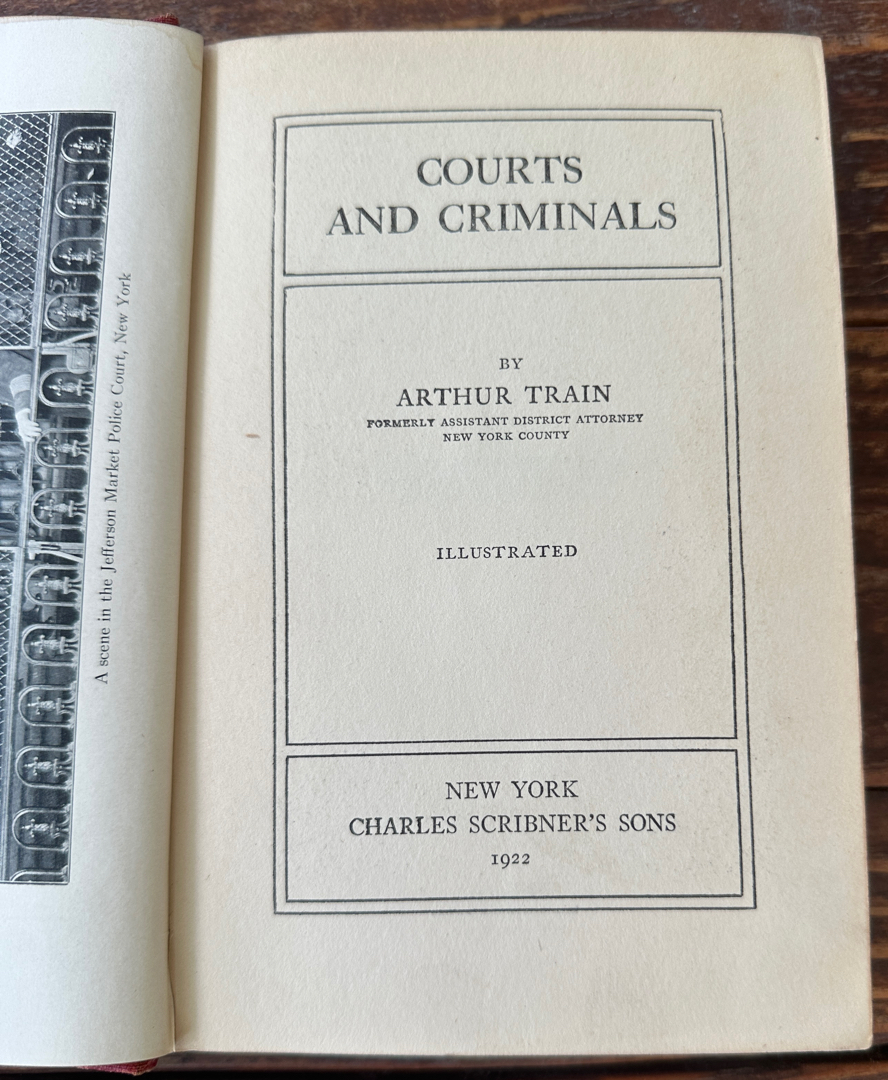 A scene in the Jefferson Market Police Court, New York
COURTS
AND CRIMINALS
BY
ARTHUR TRAIN
FORMERLY ASSISTANT DISTRICT ATTORNEY
NEW YORK COUNTY
ILLUSTRATED
NEW YORK
CHARLES SCRIBNER'S SONS
1922